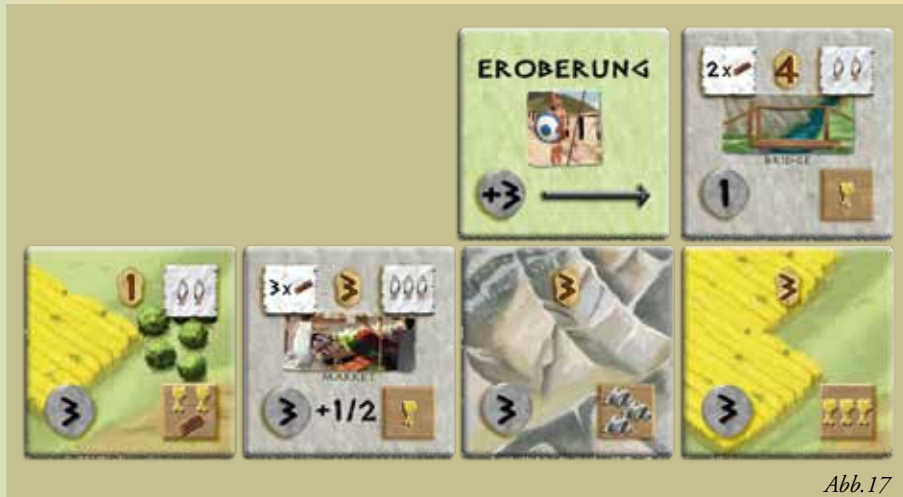 EROBERUNG
+3
2x 4
BRIDGE
1
1
3
3x 3
MARKET
3 +1/2
3
3
3
3
Abb.17